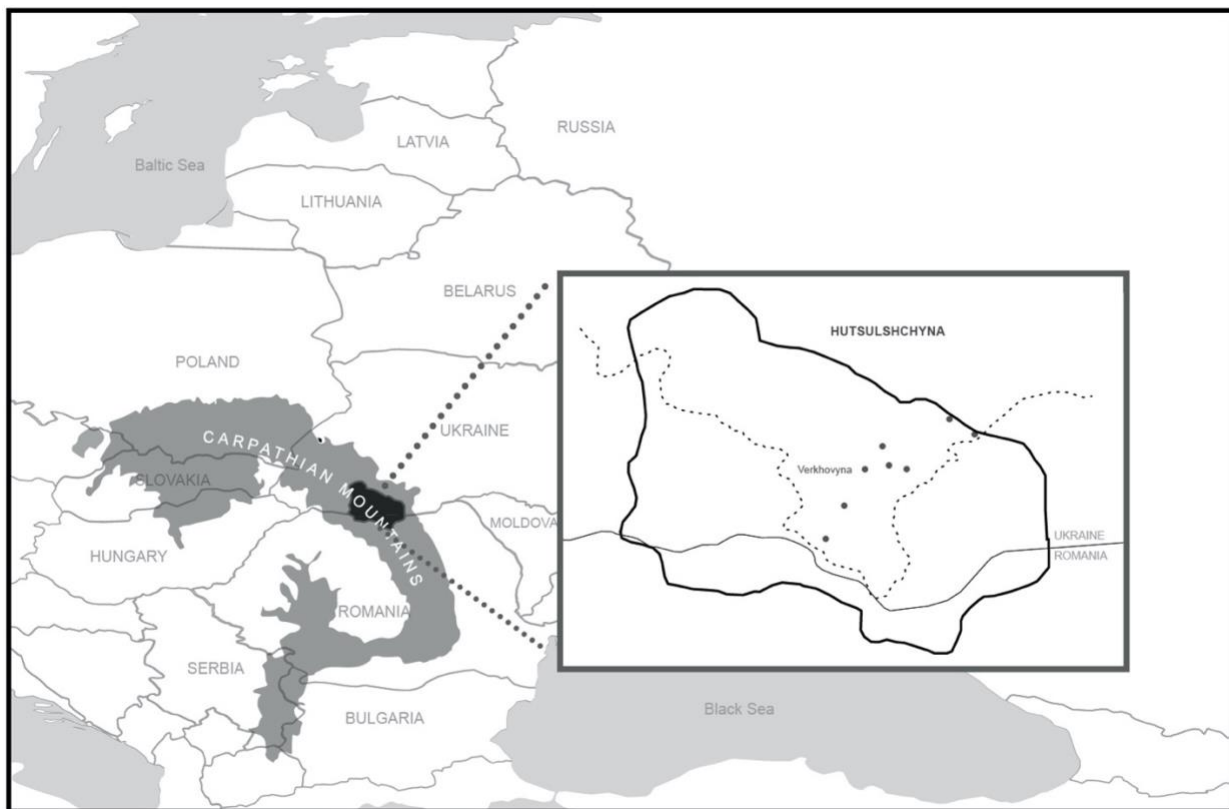 LATVIA
RUSSIA
Baltic Sea
LITHUANIA
BELARUS
POLAND
UKRAINE
CARPATHIAN MOUNTAINS
SLOVAKIA
MOLDOVA
HUNGARY
ROMANIA
SERBIA
BULGARIA
Black Sea
HUTSULSHCHYNA
Verkhovyna
UKRAINE
ROMANIA